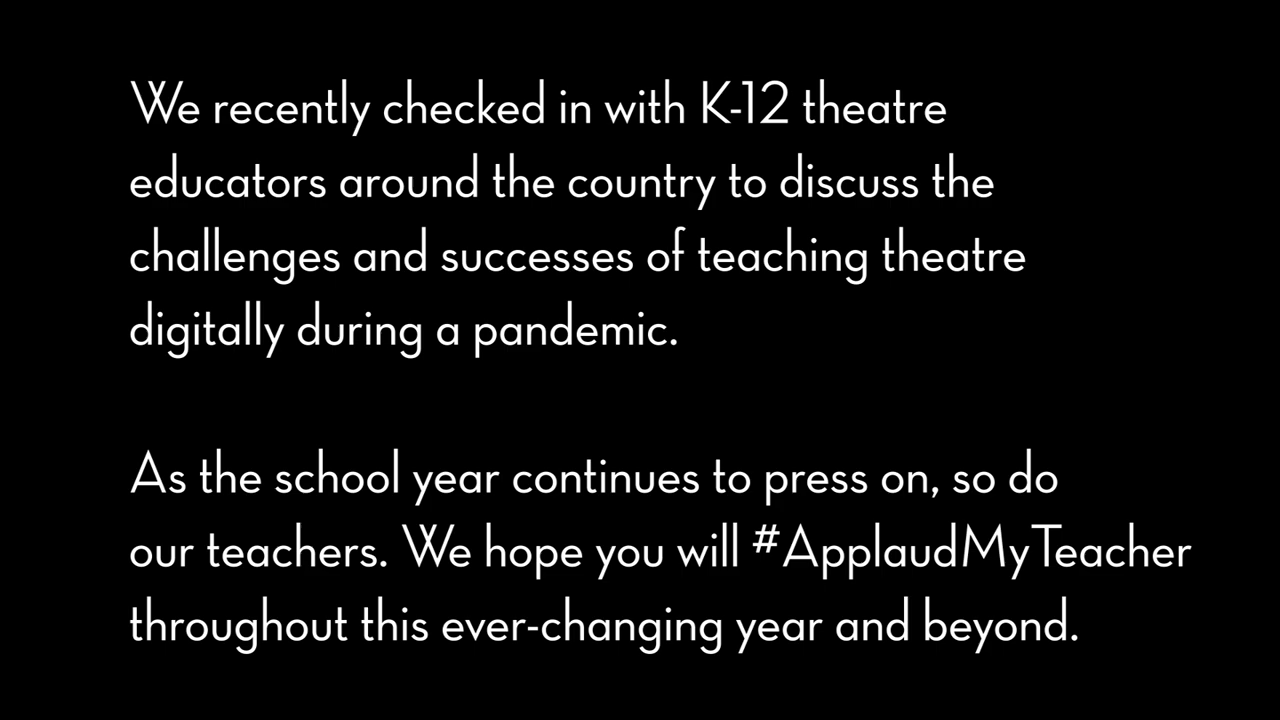 We recently checked in with K-12 theatre
educators around the country to discuss the
challenges and successes of teaching theatre
digitally during a pandemic.
As the school year continues to press on, so do
our teachers. We hope you will #ApplaudMyTeacher
throughout this ever-changing year and beyond.